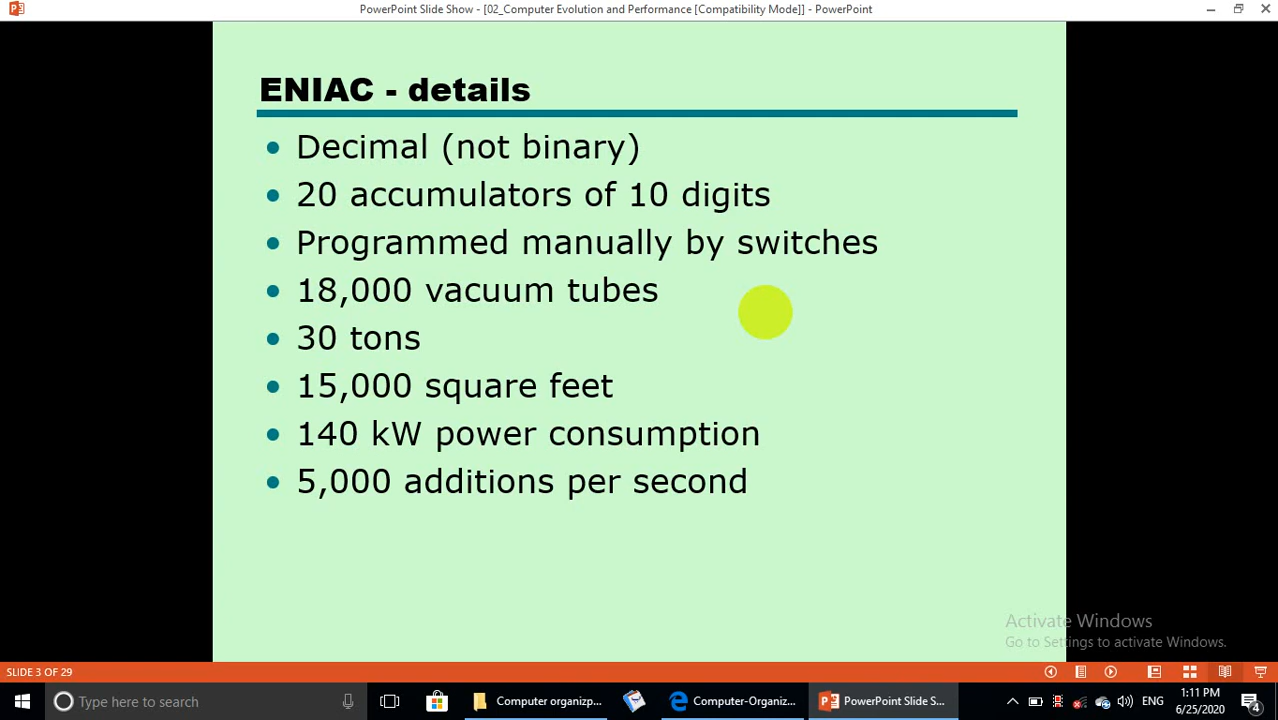 PowerPoint Slide Show - [02_Computer Evolution and Performance [Compatibility Mode]] - PowerPoint
ENIAC - details
• Decimal (not binary)
• 20 accumulators of 10 digits
• Programmed manually by switches
• 18,000 vacuum tubes
• 30 tons
• 15,000 square feet
• 140 kW power consumption
• 5,000 additions per second
Activate Windows
Go to Settings to activate Windows.
SLIDE 3 OF 29
Type here to search
Computer organizp...
Computer-Organiz...
PowerPoint Slide S...
ENG
1:11 PM
6/25/2020
4